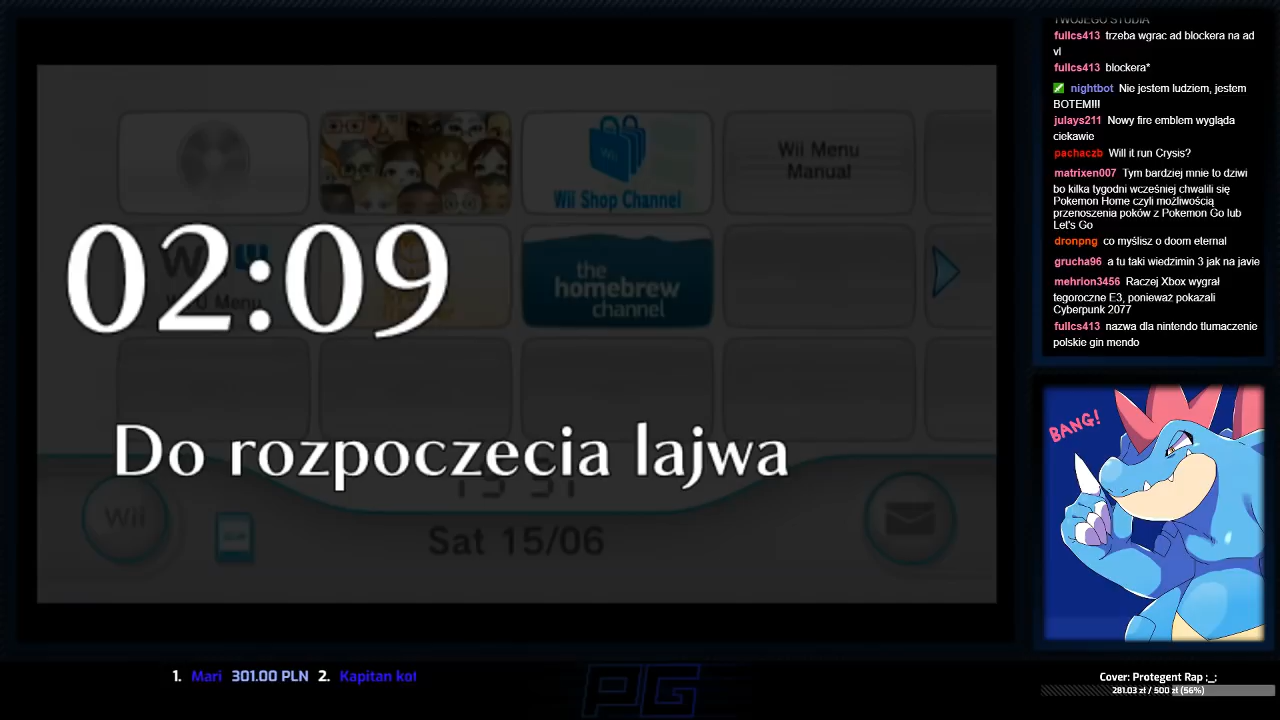 Wii Menu
Manual
Wii
Wii Shop Channel
02:09
Wii U Menu
the
homebrew
channel
Do rozpoczecia lajwa
Wii
Sat 15/06
TWOJEGO STUDIA
fullcs413 trzeba wgrac ad blockera na ad
vl
fullcs413 blockera*
nightbot Nie jestem ludziem, jestem
BOTEM!!!
julays211 Nowy fire emblem wygląda
ciekawie
pachaczb Will it run Crysis?
matrixen007 Tym bardziej mnie to dziwi
bo kilka tygodni wcześniej chwalili się
Pokemon Home czyli możliwością
przenoszenia poków z Pokemon Go lub
Let's Go
dronpng co myślisz o doom eternal
grucha96 a tu taki wiedzimin 3 jak na javie
mehrion3456 Raczej Xbox wygrał
tegoroczne E3, ponieważ pokazali
Cyberpunk 2077
fullcs413 nazwa dla nintendo tlumaczenie
polskie gin mendo
BANG!
1. Mari 301.00 PLN 2. Kapitan kot
PG
Cover: Protegent Rap :_:
281.03 zł / 500 zł (56%)